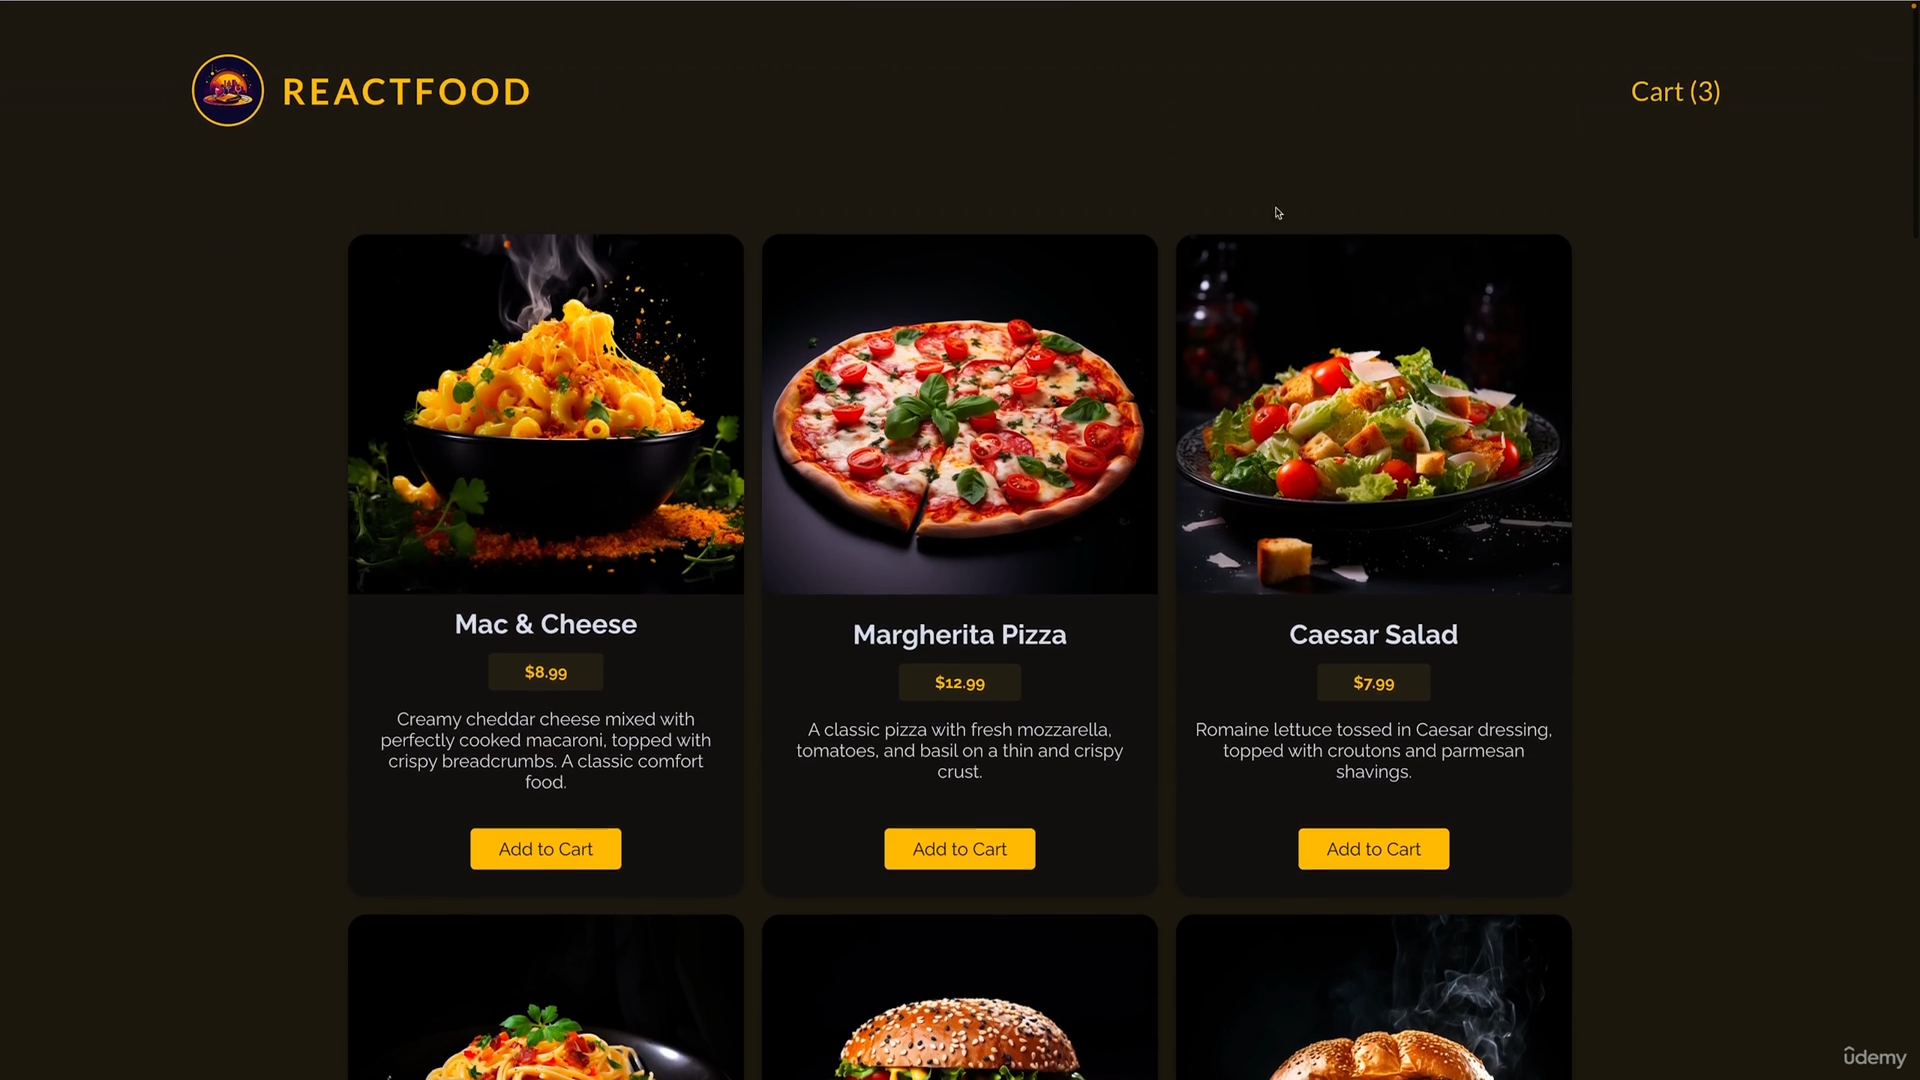 REACTFOOD
Cart (3)
Mac & Cheese
$8.99
Creamy cheddar cheese mixed with
perfectly cooked macaroni, topped with
crispy breadcrumbs. A classic comfort
food.
Add to Cart
Margherita Pizza
$12.99
A classic pizza with fresh mozzarella,
tomatoes, and basil on a thin and crispy
crust.
Add to Cart
Caesar Salad
$7.99
Romaine lettuce tossed in Caesar dressing,
topped with croutons and parmesan
shavings.
Add to Cart
ûdemy